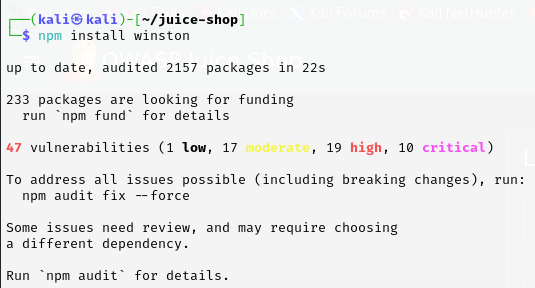 Kali Docs Kali Forums Kali NetHunter
┌──(kali㉿kali)-[~/juice-shop]
└─$ npm install winston
up to date, audited 2157 packages in 22s
233 packages are looking for funding
run `npm fund` for details
47 vulnerabilities (1 low, 17 moderate, 19 high, 10 critical)
To address all issues possible (including breaking changes), run:
npm audit fix --force
Some issues need review, and may require choosing
a different dependency.
Run `npm audit` for details.